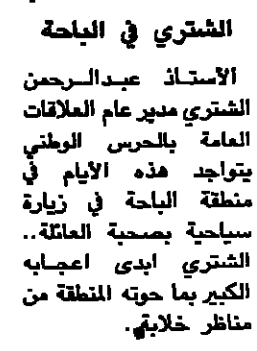 الشتري في الباحة
الأستاذ عبدالرحمن
الشتري مدير عام العلاقات
العامة بالحرس الوطني
يتواجد هذه الأيام في
منطقة الباحة في زيارة
سياحية بصحبة العائلة..
الشتري ابدى اعجابه
الكبير بما حوته المنطقة من
مناظر خلابة.